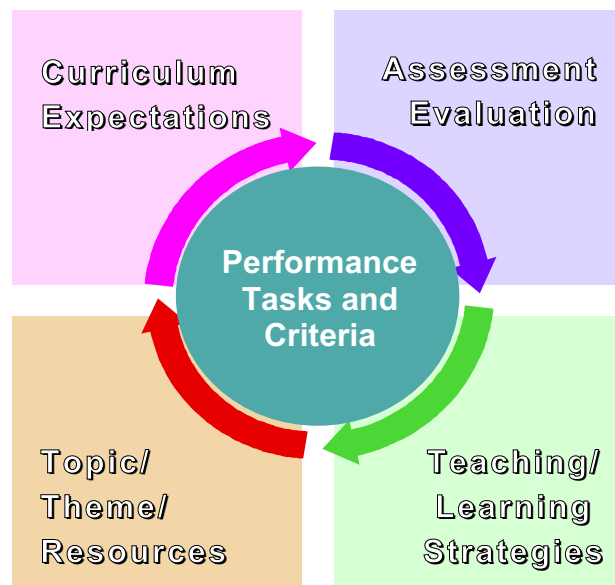 Curriculum
Expectations
Assessment
Evaluation
Performance
Tasks and
Criteria
Topic/
Theme/
Resources
Teaching/
Learning
Strategies